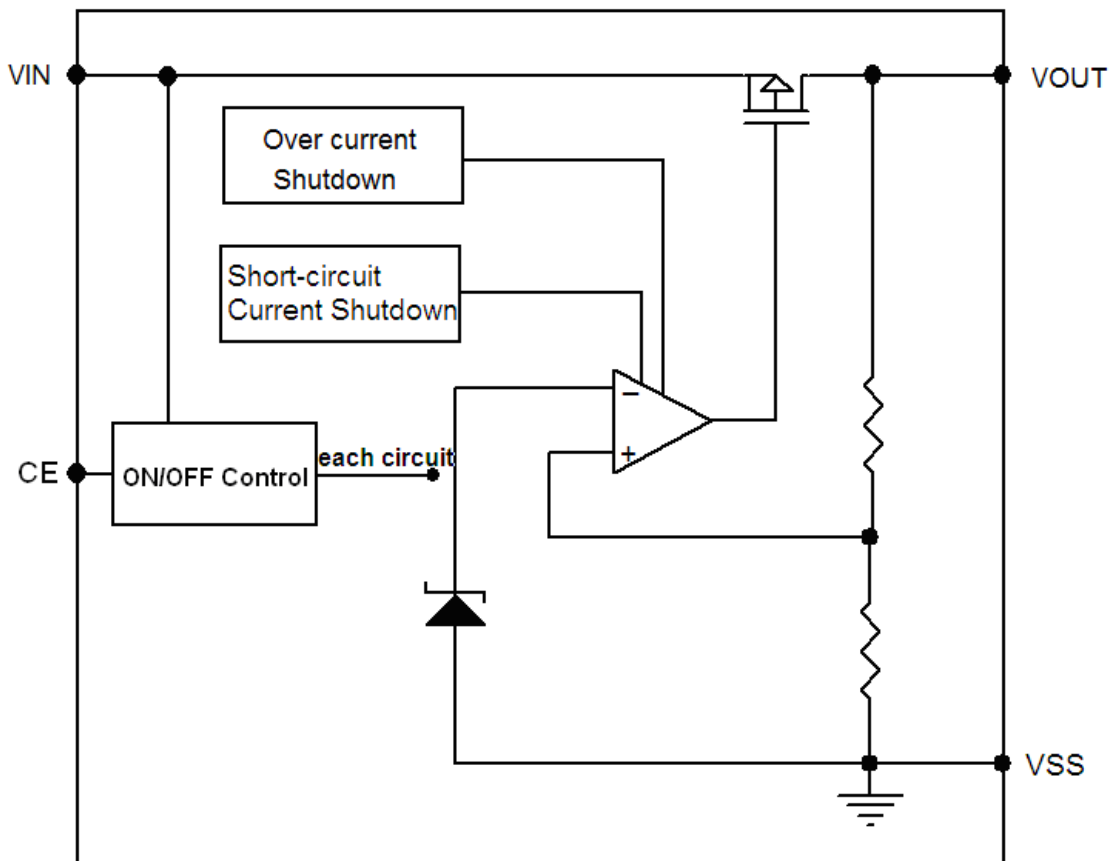 VIN
VOUT
Over current
Shutdown
Short-circuit
Current Shutdown
−
+
CE
ON/OFF Control
each circuit
VSS